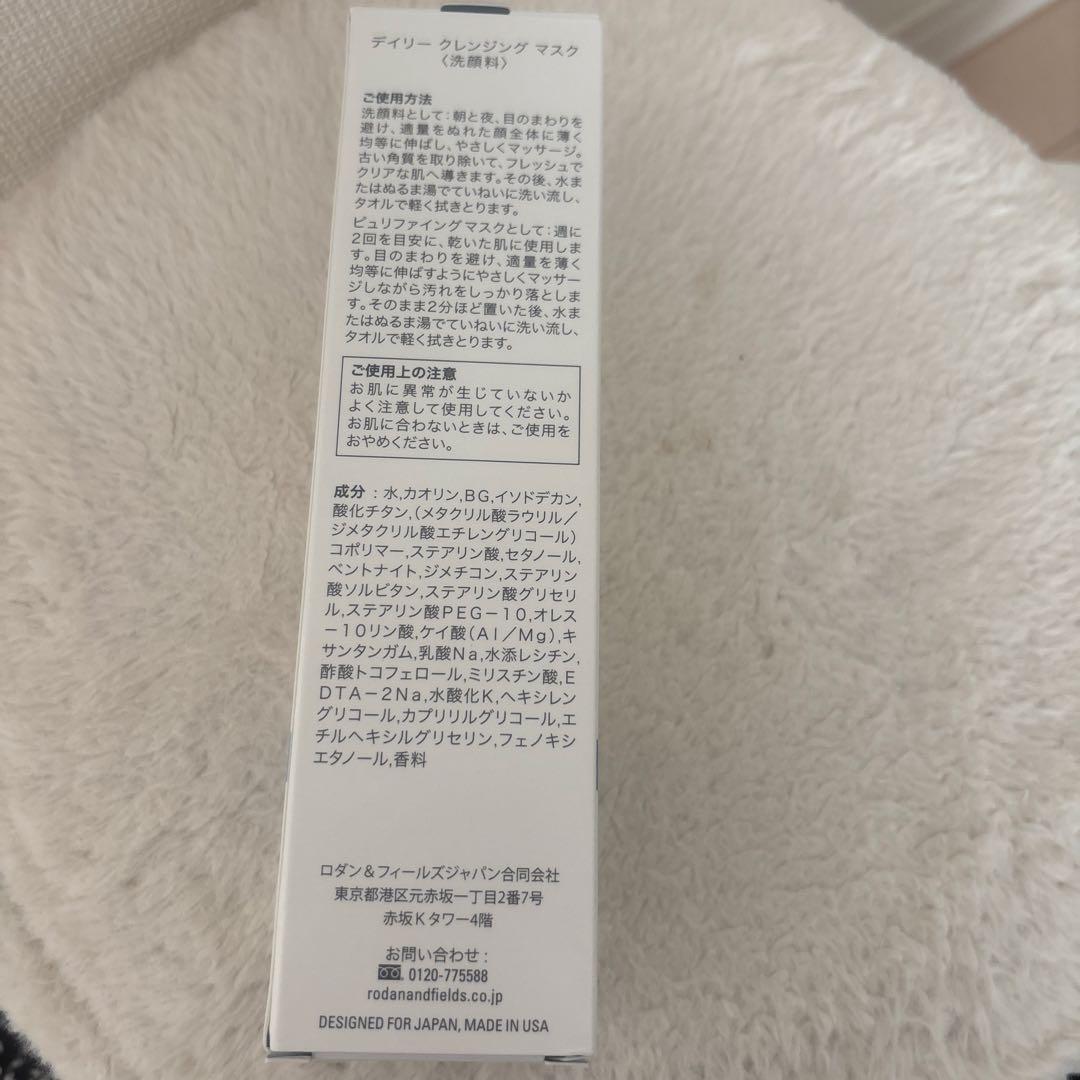 デイリー クレンジング マスク
〈洗顔料〉
ご使用方法
洗顔料として：朝と夜、目のまわりを
避け、適量をぬれた顔全体に薄く
均等に伸ばし、やさしくマッサージ。
古い角質を取り除いて、フレッシュで
クリアな肌へ導きます。その後、水ま
たはぬるま湯でていねいに洗い流し、
タオルで軽く拭きとります。
ピュリファイングマスクとして：週に
2回を目安に、乾いた肌に使用しま
す。目のまわりを避け、適量を薄く
均等に伸ばすようにやさしくマッサー
ジしながら汚れをしっかり落としま
す。そのまま2分ほど置いた後、水ま
たはぬるま湯でていねいに洗い流し、
タオルで軽く拭きとります。
ご使用上の注意
お肌に異常が生じていないか
よく注意して使用してください。
お肌に合わないときは、ご使用を
おやめください。
成分：水,カオリン,BG,イソドデカン,
酸化チタン,（メタクリル酸ラウリル／
ジメタクリル酸エチレングリコール）
コポリマー,ステアリン酸,セタノール,
ベントナイト,ジメチコン,ステアリン
酸ソルビタン,ステアリン酸グリセリ
ル,ステアリン酸PEG－10,オレス
－10リン酸,ケイ酸（Al／Mg）,キ
サンタンガム,乳酸Na,水添レシチン,
酢酸トコフェロール,ミリスチン酸,E
DTA－2Na,水酸化K,ヘキシレン
グリコール,カプリリルグリコール,エ
チルヘキシルグリセリン,フェノキシ
エタノール,香料
ロダン＆フィールズジャパン合同会社
東京都港区元赤坂一丁目2番7号
赤坂Kタワー4階
お問い合わせ：
0120-775588
rodanandfields.co.jp
DESIGNED FOR JAPAN, MADE IN USA